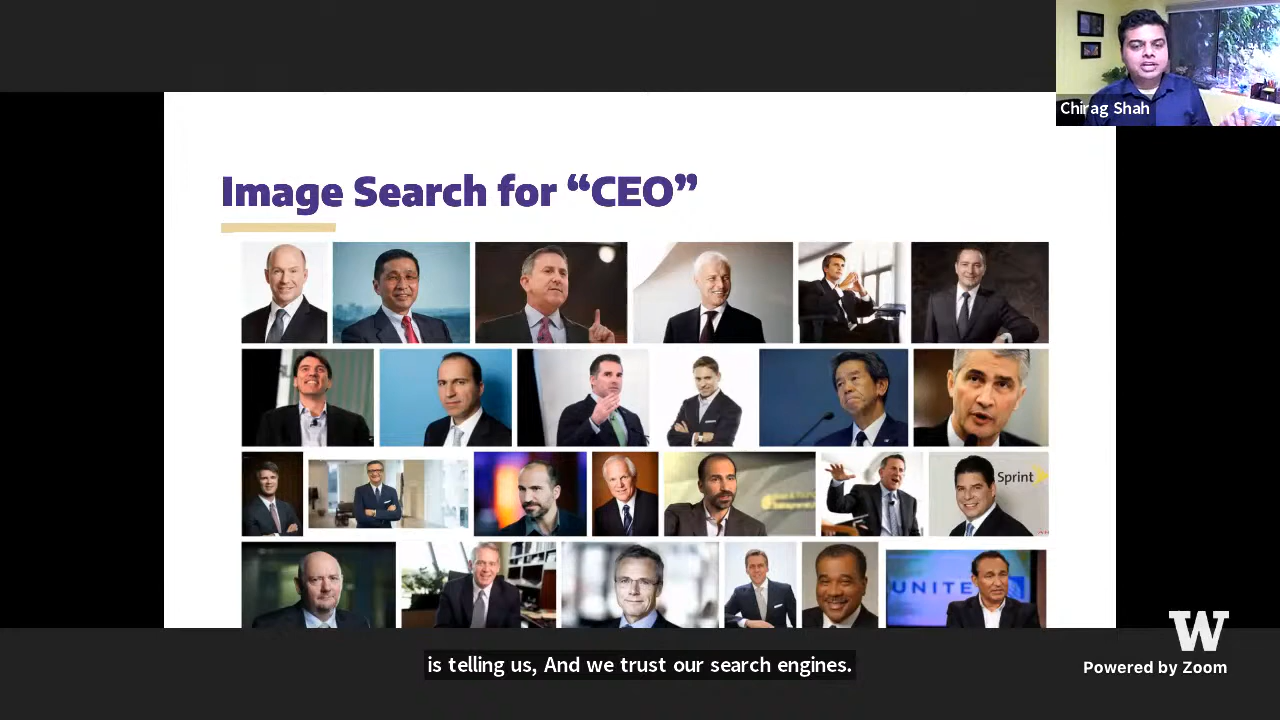 Chirag Shah
Image Search for “CEO”
Sprint
UNITE
W
Powered by Zoom
is telling us, And we trust our search engines.